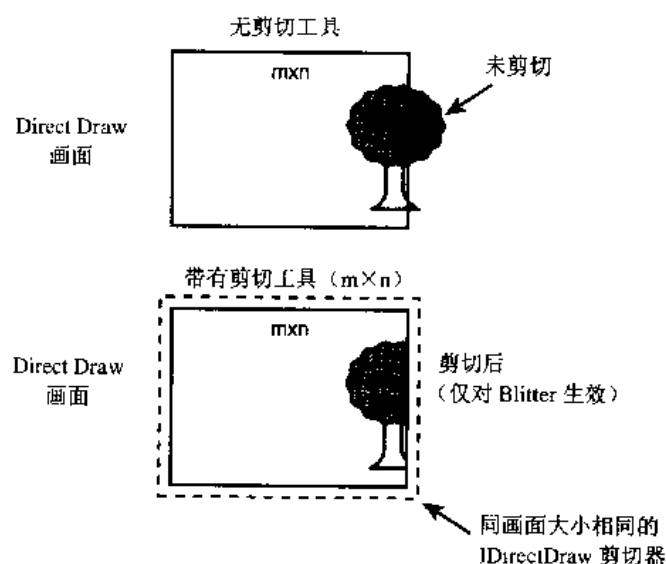 无剪切工具
mxn
未剪切
Direct Draw
画面
带有剪切工具（m×n）
mxn
Direct Draw
画面
剪切后
（仅对 Blitter 生效）
同画面大小相同的
IDirectDraw 剪切器